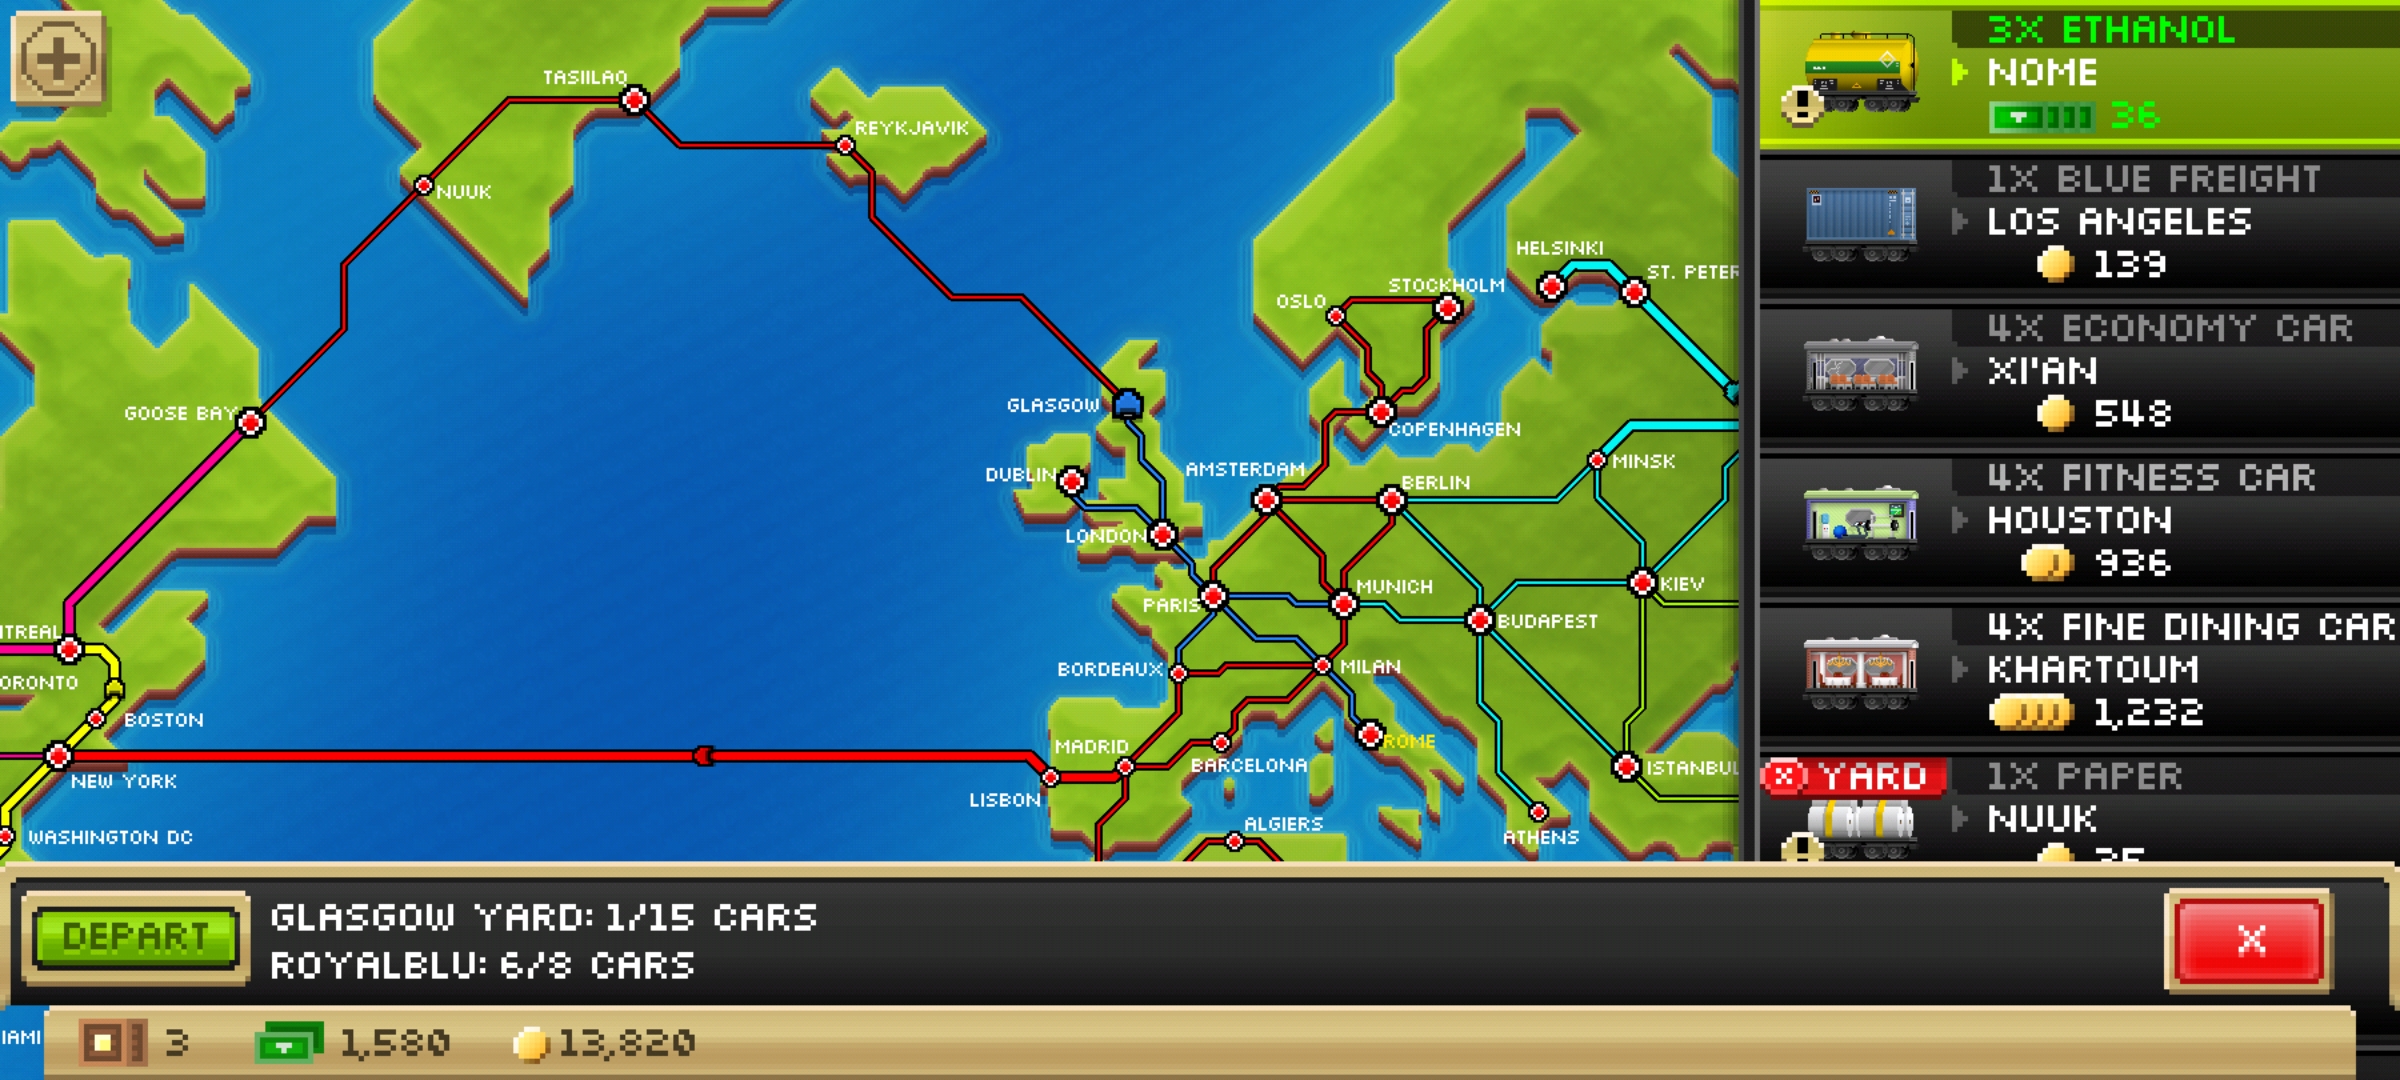 TASIILAQ
REYKJAVIK
NUUK
HELSINKI
ST. PETER
STOCKHOLM
OSLO
GOOSE BAY
GLASGOW
COPENHAGEN
DUBLIN
AMSTERDAM
BERLIN
MINSK
LONDON
MUNICH
KIEV
PARIS
BUDAPEST
NTREAL
BORDEAUX
MILAN
ORONTO
BOSTON
MADRID
ROME
BARCELONA
ISTANBUL
NEW YORK
LISBON
WASHINGTON DC
ALGIERS
ATHENS
3X ETHANOL
NOME
36
1X BLUE FREIGHT
LOS ANGELES
139
4X ECONOMY CAR
XI'AN
548
4X FITNESS CAR
HOUSTON
936
4X FINE DINING CAR
KHARTOUM
1,232
YARD
1X PAPER
NUUK
DEPART
GLASGOW YARD: 1/15 CARS
ROYALBLU: 6/8 CARS
X
IAMI
3
1,580
13,820